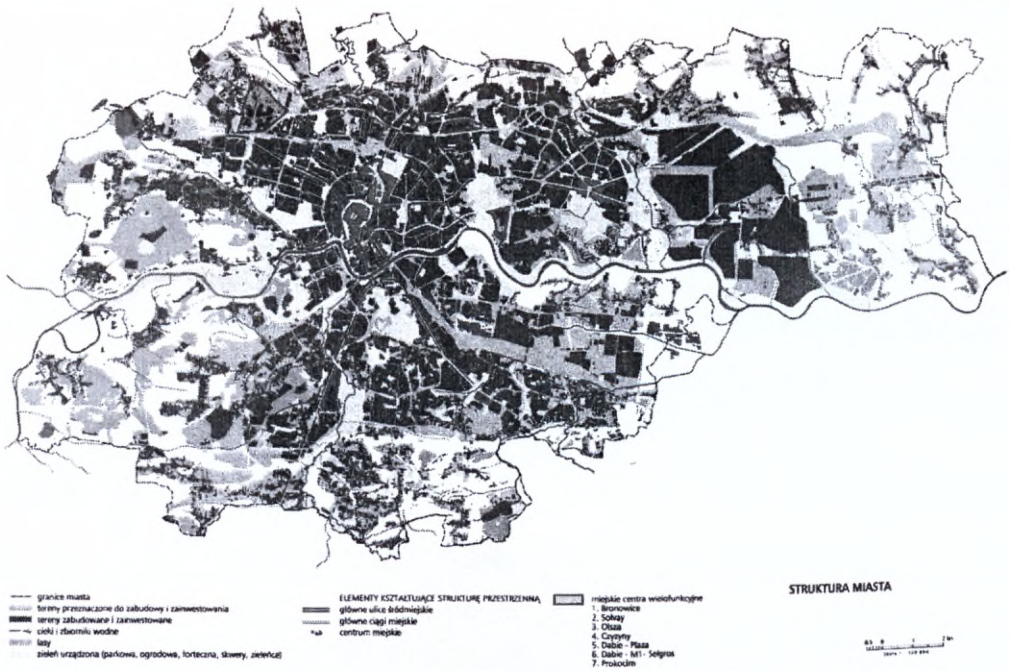 granice miasta
tereny przeznaczone do zabudowy i zainwestowania
tereny zabudowane i zainwestowane
cieki i zbiorniki wodne
lasy
zieleń urządzona (parkowa, ogrodowa, forteczna, skwery, zieleńce)
ELEMENTY KSZTAŁTUJĄCE STRUKTURĘ PRZESTRZENNĄ
główne ulice śródmiejskie
główne ciągi miejskie
centrum miejskie
miejskie centra wielofunkcyjne
1. Bronowice
2. Solvay
3. Olsza
4. Czyżyny
5. Dąbie - Plaza
6. Dąbie - M1 - Selgros
7. Prokocim
STRUKTURA MIASTA